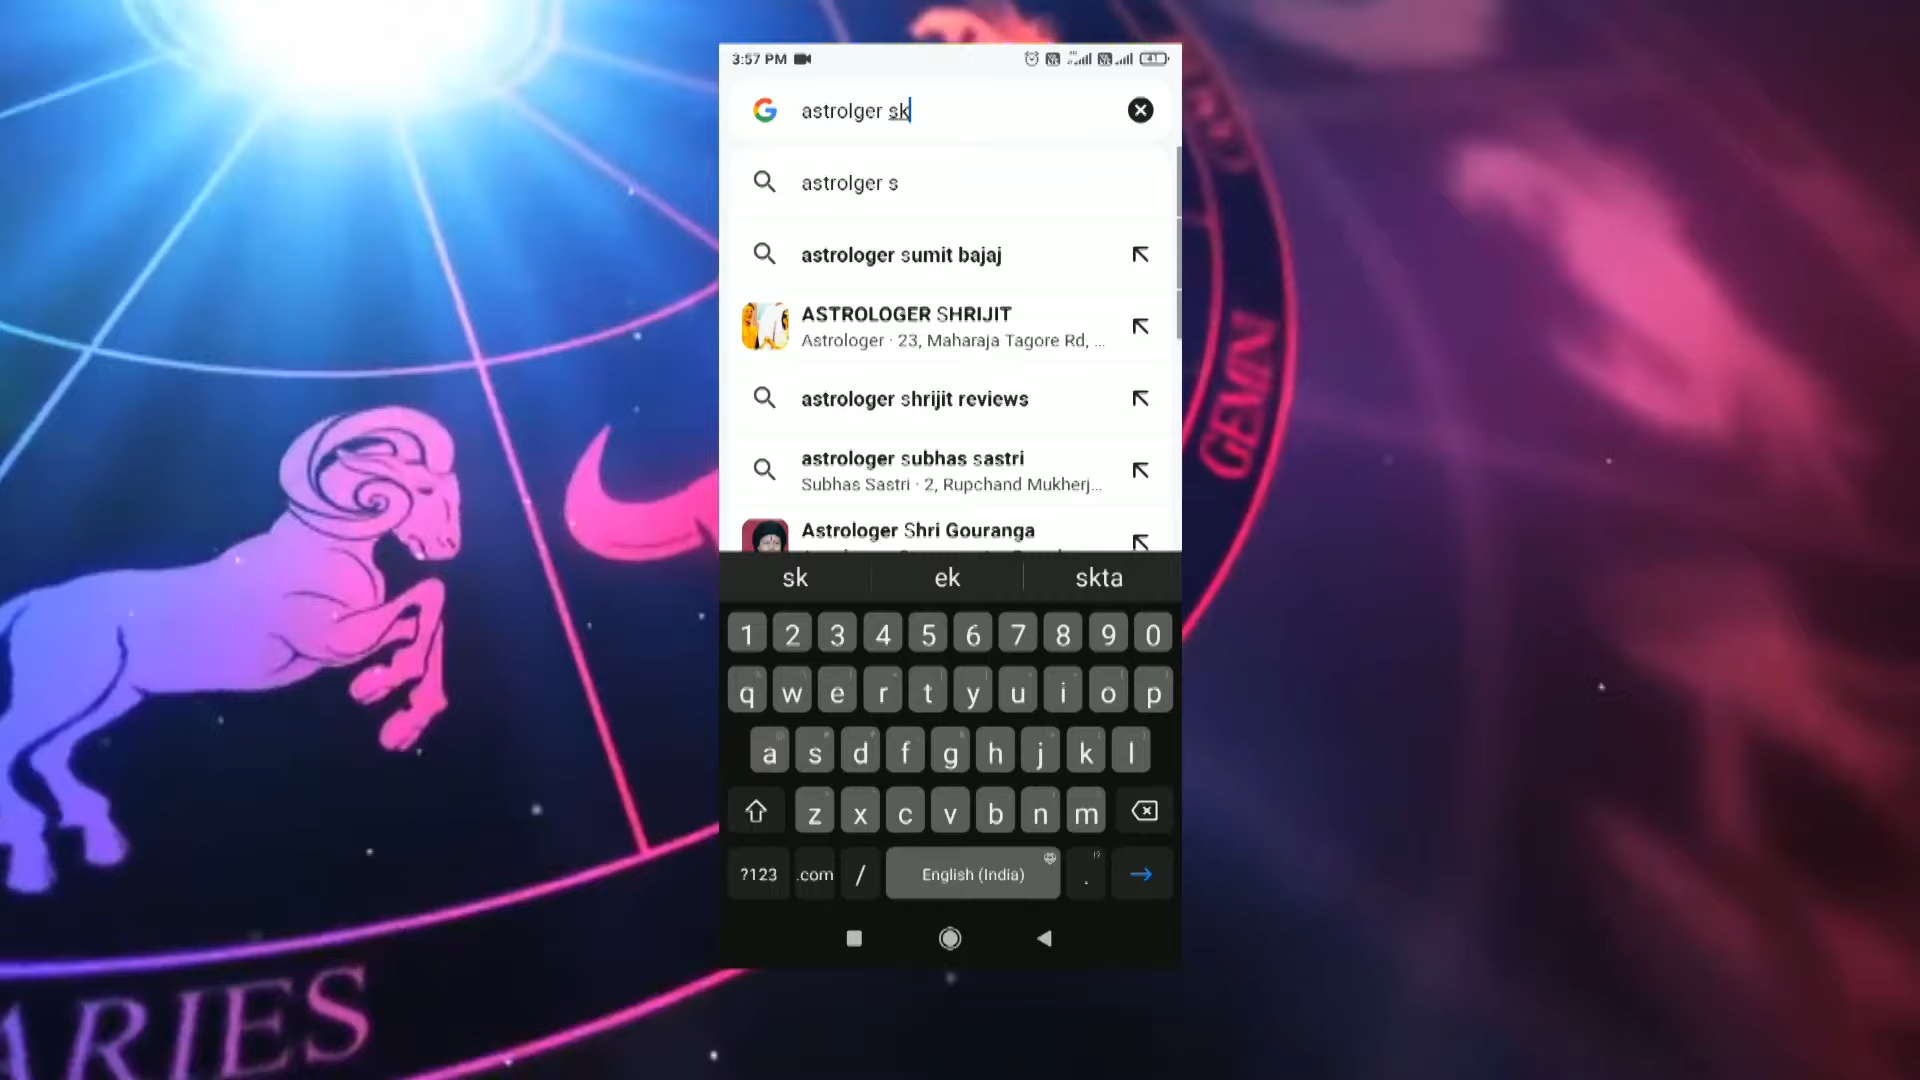 3:57 PM
41
astrolger sk
astrolger s
astrologer sumit bajaj
ASTROLOGER SHRIJIT
Astrologer · 23, Maharaja Tagore Rd, ...
astrologer shrijit reviews
astrologer subhas sastri
Subhas Sastri · 2, Rupchand Mukherj...
Astrologer Shri Gouranga
sk ek skta
1 2 3 4 5 6 7 8 9 0
q w e r t y u i o p
a s d f g h j k l
z x c v b n m
?123 .com / English (India) .
GEMINI
ARIES